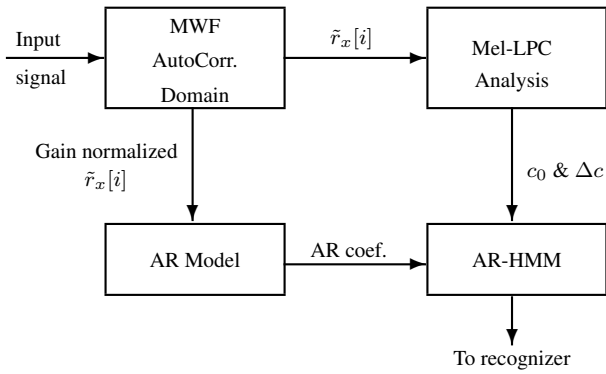 Input
signal
MWF
AutoCorr.
Domain
r̃ₓ[i]
Mel-LPC
Analysis
Gain normalized
r̃ₓ[i]
c₀ & Δc
AR Model
AR coef.
AR-HMM
To recognizer